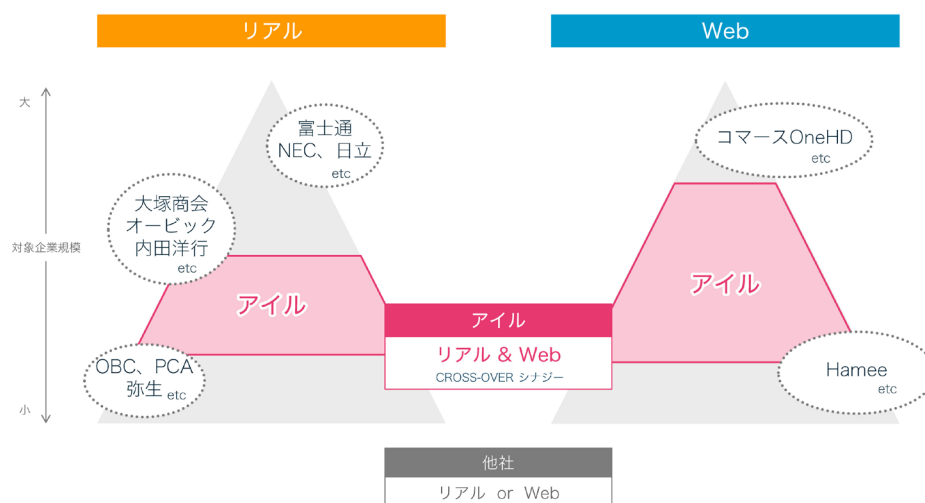 リアル
Web
大
対象企業規模
小
富士通
NEC、日立
etc
大塚商会
オービック
内田洋行
etc
アイル
OBC、PCA
弥生 etc
コマースOneHD
etc
アイル
Hamee
etc
アイル
リアル & Web
CROSS-OVER シナジー
他社
リアル or Web